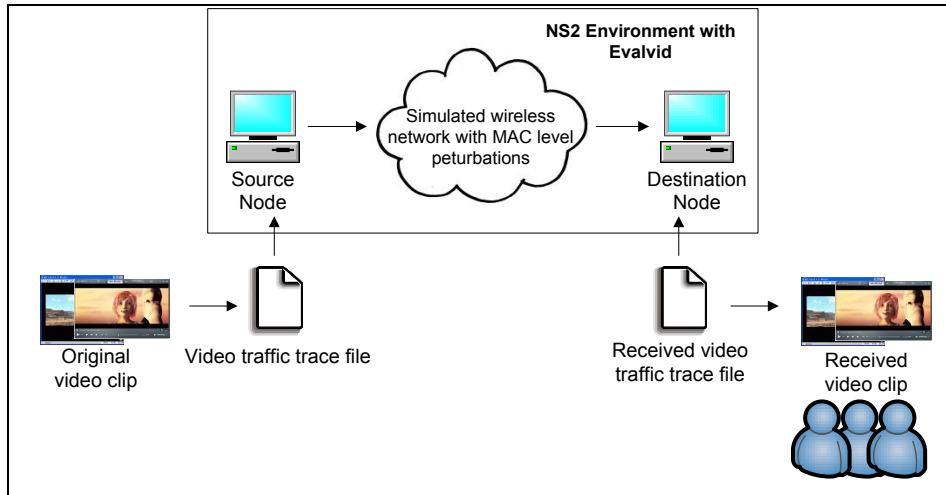 NS2 Environment with
Evalvid
Simulated wireless
network with MAC level
peturbations
Source
Node
Destination
Node
Original
video clip
Video traffic trace file
Received video
traffic trace file
Received
video clip